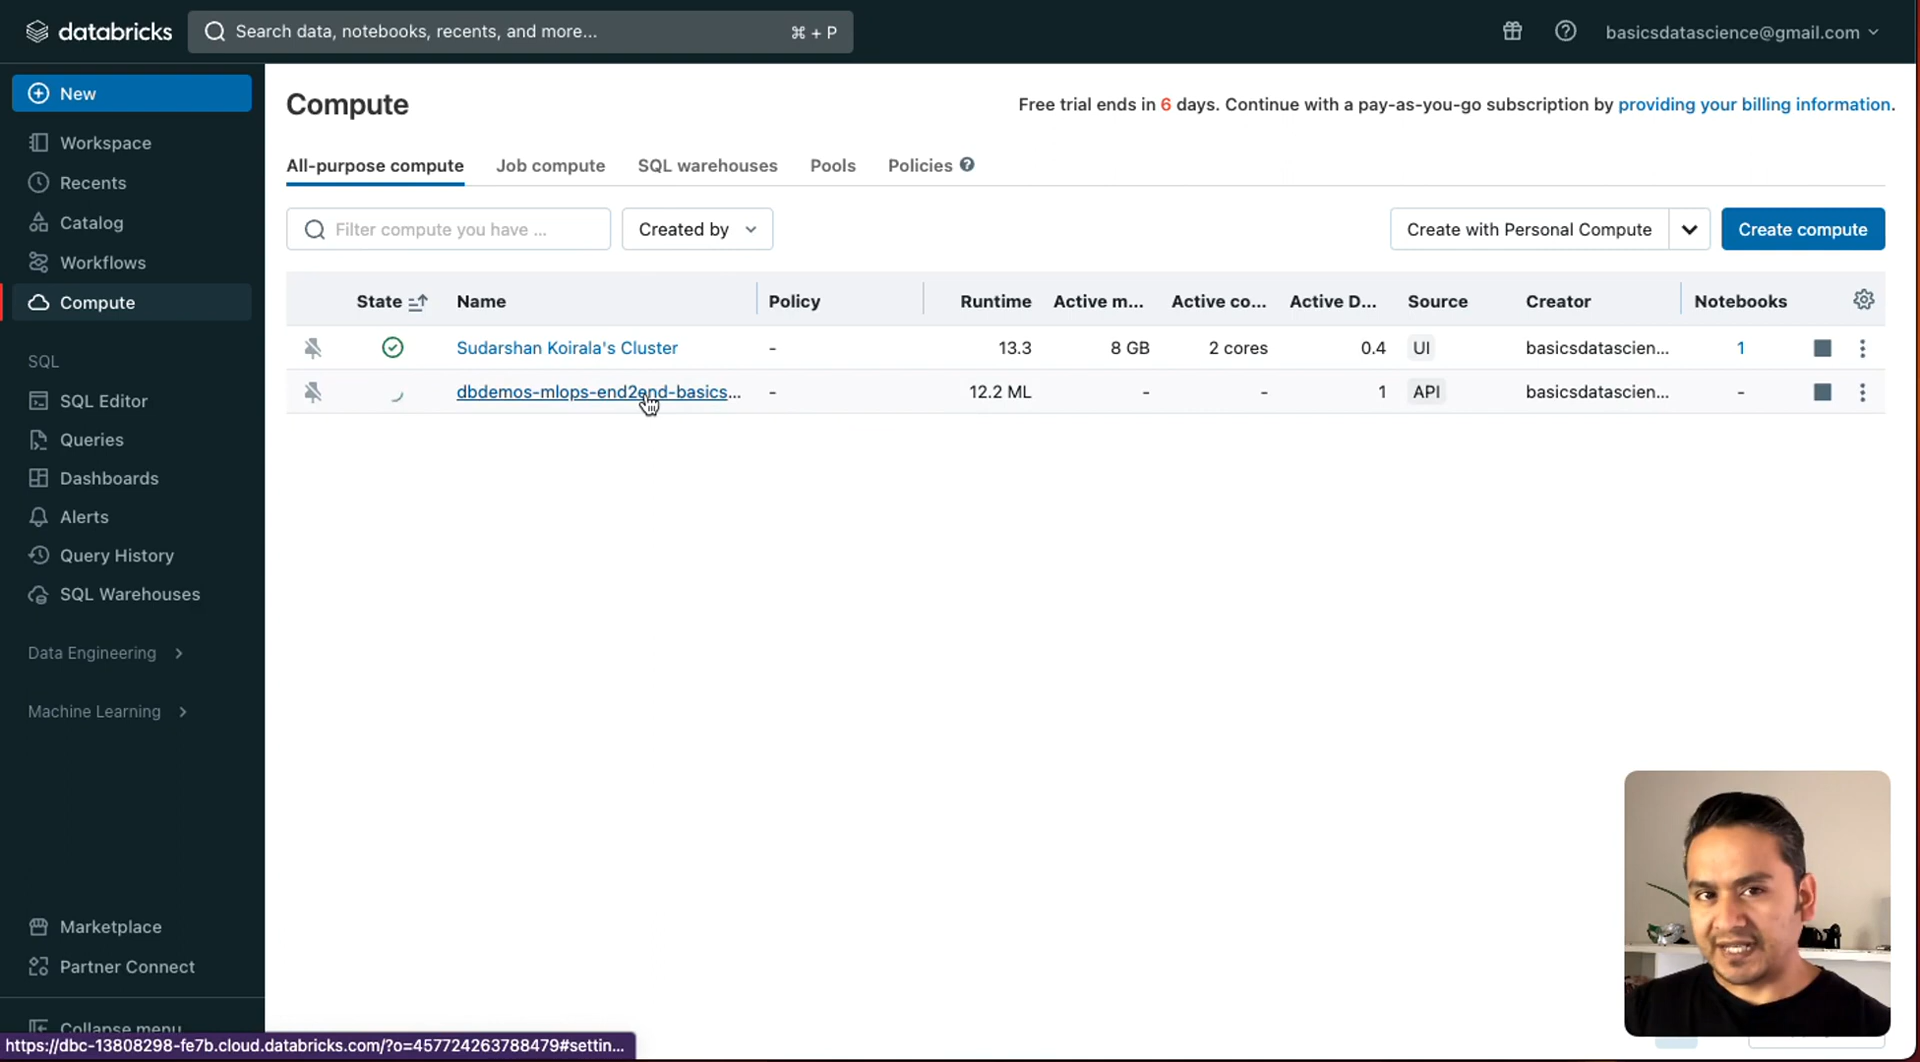 databricks
Search data, notebooks, recents, and more...
⌘ + P
basicsdatascience@gmail.com
New
Workspace
Recents
Catalog
Workflows
Compute
SQL
SQL Editor
Queries
Dashboards
Alerts
Query History
SQL Warehouses
Data Engineering
Machine Learning
Marketplace
Partner Connect
Collapse menu
https://dbc-13808298-fe7b.cloud.databricks.com/?o=457724263788479#settin...
Compute
Free trial ends in 6 days. Continue with a pay-as-you-go subscription by providing your billing information.
All-purpose compute Job compute SQL warehouses Pools Policies
Filter compute you have ...
Created by
Create with Personal Compute
Create compute
State Name Policy Runtime Active m... Active co... Active D... Source Creator Notebooks
Sudarshan Koirala's Cluster - 13.3 8 GB 2 cores 0.4 UI basicsdatascien... 1
dbdemos-mlops-end2end-basics... - 12.2 ML - - 1 API basicsdatascien... -